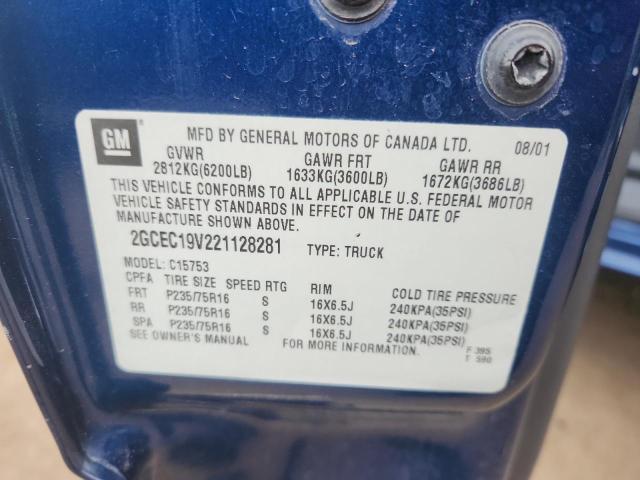 GM
MFD BY GENERAL MOTORS OF CANADA LTD. 08/01
GVWR GAWR FRT GAWR RR
2812KG(6200LB) 1633KG(3600LB) 1672KG(3686LB)
THIS VEHICLE CONFORMS TO ALL APPLICABLE U.S. FEDERAL MOTOR
VEHICLE SAFETY STANDARDS IN EFFECT ON THE DATE OF
MANUFACTURE SHOWN ABOVE.
2GCEC19V221128281 TYPE: TRUCK
MODEL: C15753
CPFA TIRE SIZE SPEED RTG RIM COLD TIRE PRESSURE
FRT P235/75R16 S 16X6.5J 240KPA(35PSI)
RR P235/75R16 S 16X6.5J 240KPA(35PSI)
SPA P235/75R16 S 16X6.5J 240KPA(35PSI)
SEE OWNER'S MANUAL FOR MORE INFORMATION. F 395
T 590